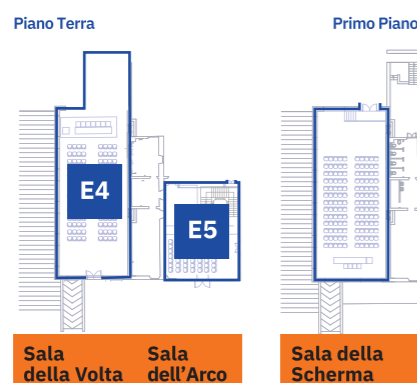 Piano Terra
Primo Piano
E4
E5
Sala
della Volta
Sala
dell'Arco
Sala della
Scherma